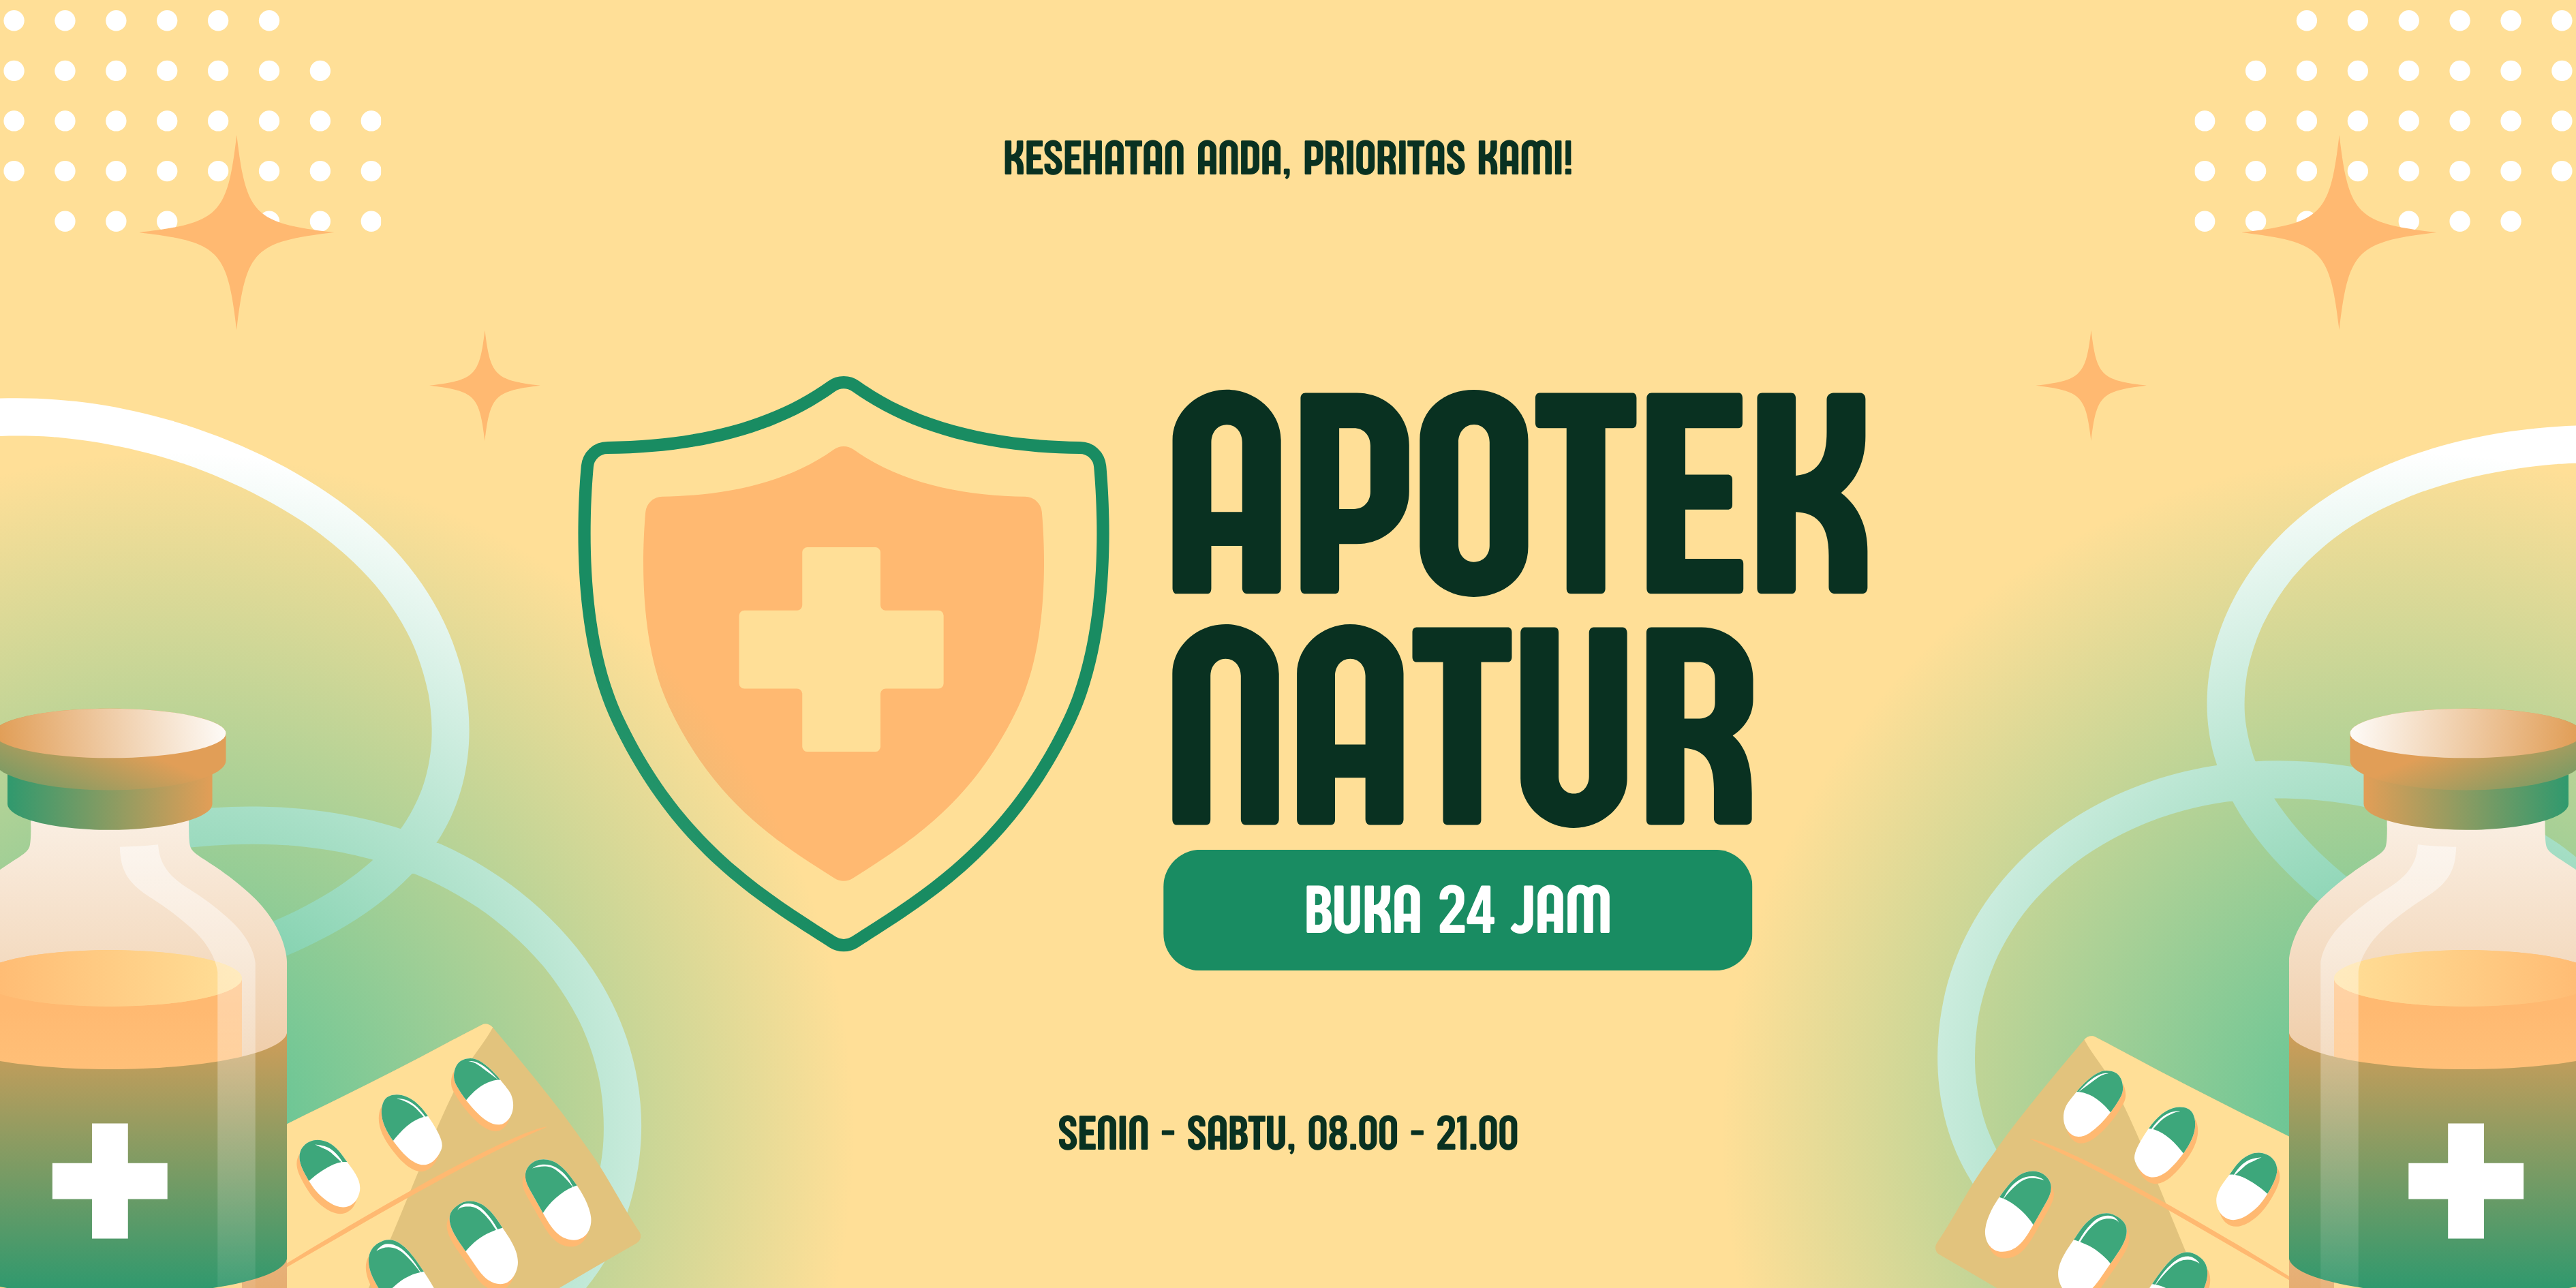 KESEHATAN ANDA, PRIORITAS KAMI!
APOTEK
NATUR
BUKA 24 JAM
SENIN - SABTU, 08.00 - 21.00